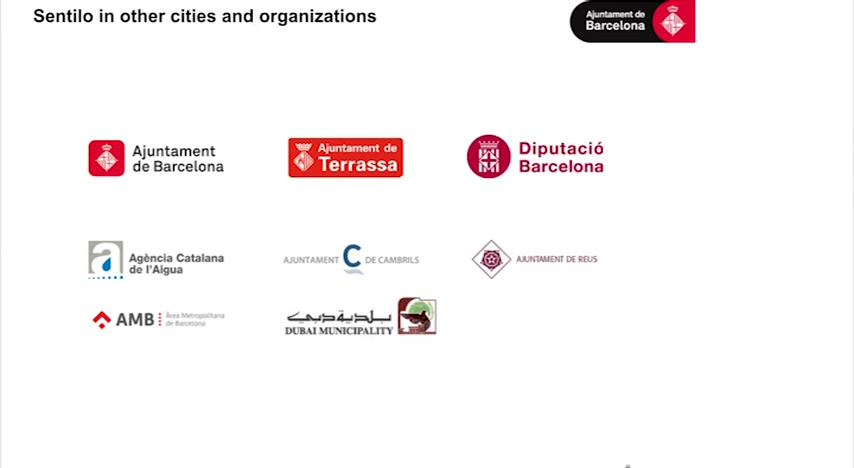 Sentilo in other cities and organizations
Ajuntament de
Barcelona
Ajuntament
de Barcelona
Ajuntament de
Terrassa
Diputació
Barcelona
Agència Catalana
de l'Aigua
AJUNTAMENT C DE CAMBRILS
AJUNTAMENT DE REUS
AMB
Àrea Metropolitana
de Barcelona
بلدية دبي
DUBAI MUNICIPALITY